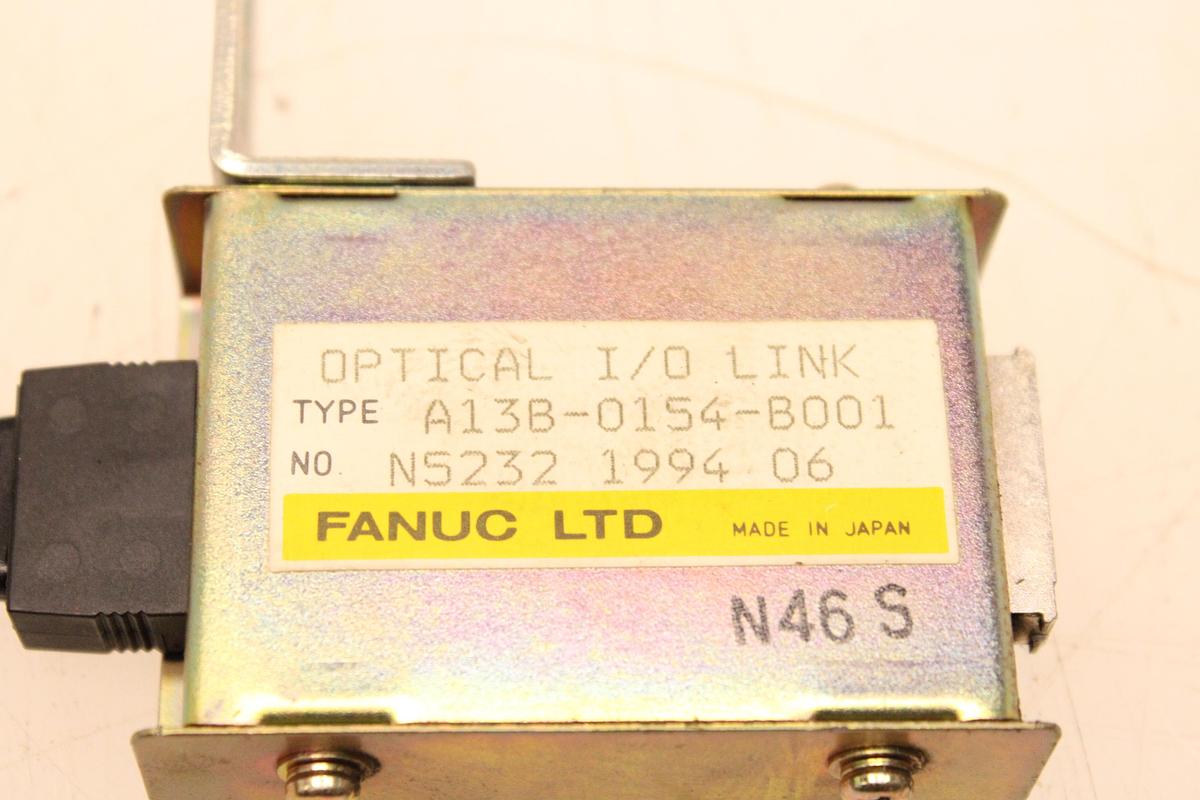 OPTICAL I/O LINK
TYPE A13B-0154-B001
NO. N5232 1994 06
FANUC LTD MADE IN JAPAN
N46 S